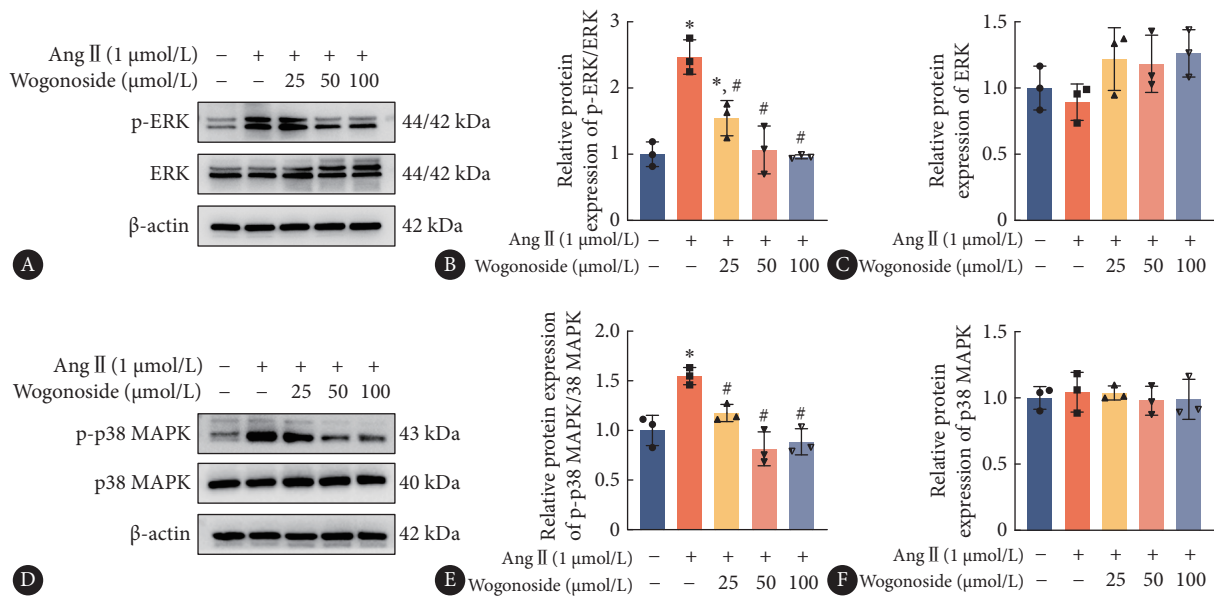 Ang Ⅱ (1 μmol/L) − + + + +
Wogonoside (μmol/L) − − 25 50 100
p-ERK 44/42 kDa
ERK 44/42 kDa
β-actin 42 kDa
A
Relative protein
expression of p-ERK/ERK
3
2
1
0
*
*, #
#
#
Ang Ⅱ (1 μmol/L) − + + + +
Wogonoside (μmol/L) − − 25 50 100
B
Relative protein
expression of ERK
1.5
1.0
0.5
0
Ang Ⅱ (1 μmol/L) − + + + +
Wogonoside (μmol/L) − − 25 50 100
C
Ang Ⅱ (1 μmol/L) − + + + +
Wogonoside (μmol/L) − − 25 50 100
p-p38 MAPK 43 kDa
p38 MAPK 40 kDa
β-actin 42 kDa
D
Relative protein expression
of p-p38 MAPK/38 MAPK
2.0
1.5
1.0
0.5
0
*
#
#
#
Ang Ⅱ (1 μmol/L) − + + + +
Wogonoside (μmol/L) − − 25 50 100
E
Relative protein
expression of p38 MAPK
1.5
1.0
0.5
0
Ang Ⅱ (1 μmol/L) − + + + +
Wogonoside (μmol/L) − − 25 50 100
F